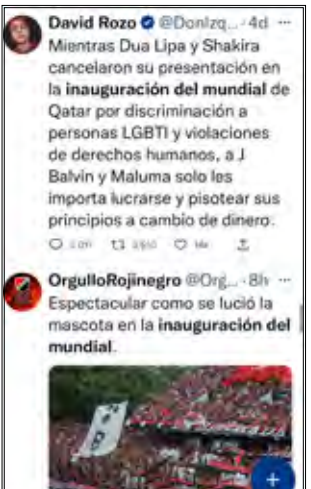 David Rozo @DonIzq... · 4d ...
Mientras Dua Lipa y Shakira
cancelaron su presentación en
la inauguración del mundial de
Qatar por discriminación a
personas LGBTI y violaciones
de derechos humanos, a J
Balvin y Maluma solo les
importa lucrarse y pisotear sus
principios a cambio de dinero.
OrgulloRojinegro @Org... · 8h ...
Espectacular como se lució la
mascota en la inauguración del
mundial.